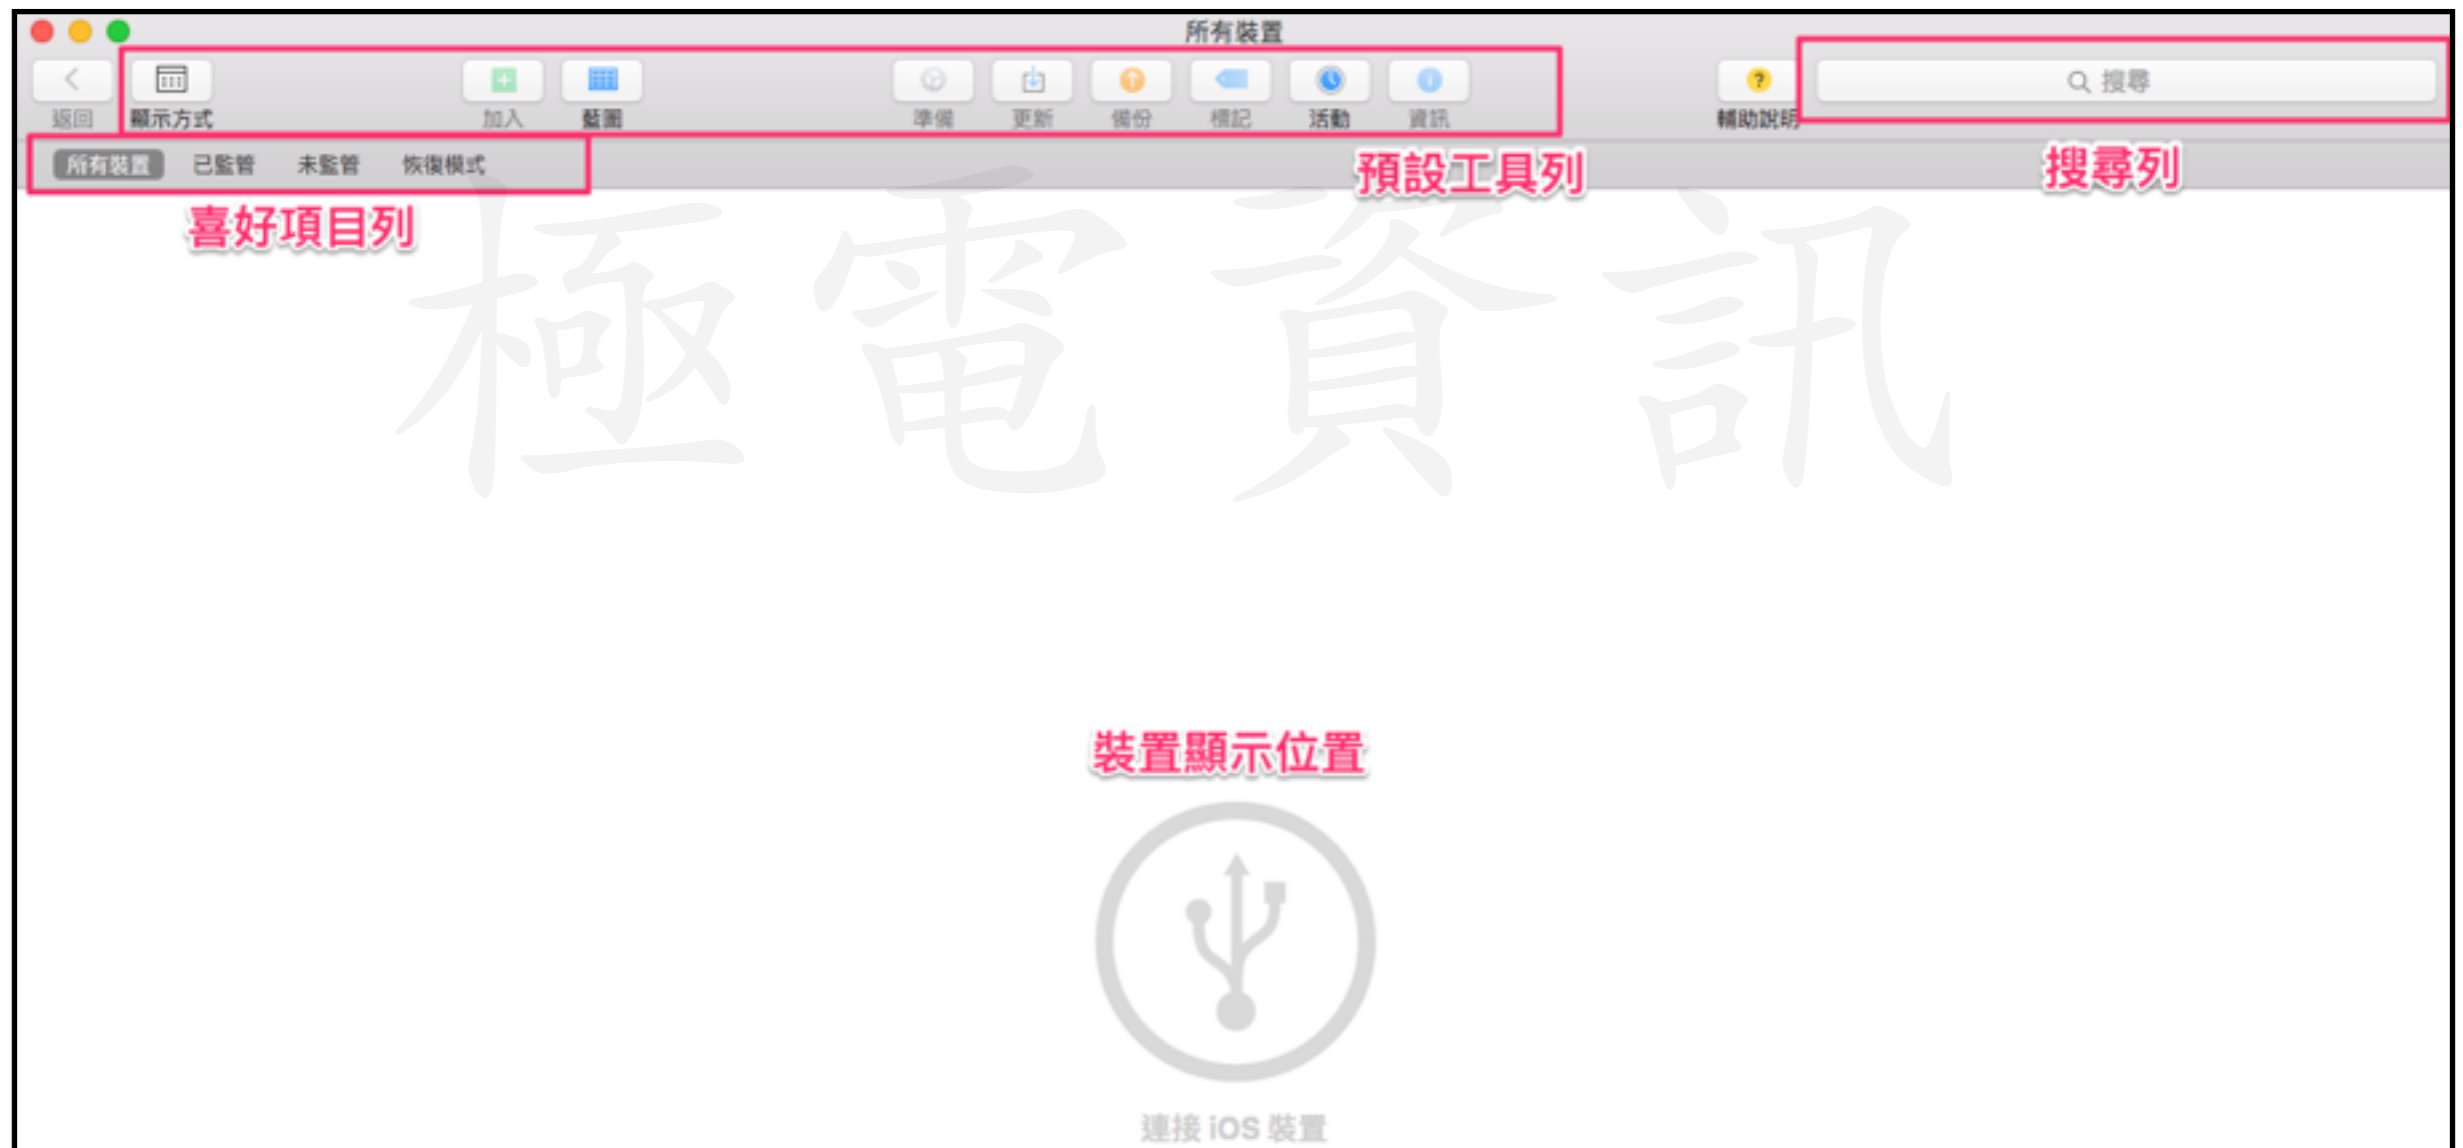 所有裝置
返回 顯示方式 加入 藍圖 準備 更新 備份 標記 活動 資訊 輔助說明 搜尋
所有裝置 已監管 未監管 恢復模式
預設工具列 搜尋列
喜好項目列
極電資訊
裝置顯示位置
連接 iOS 裝置